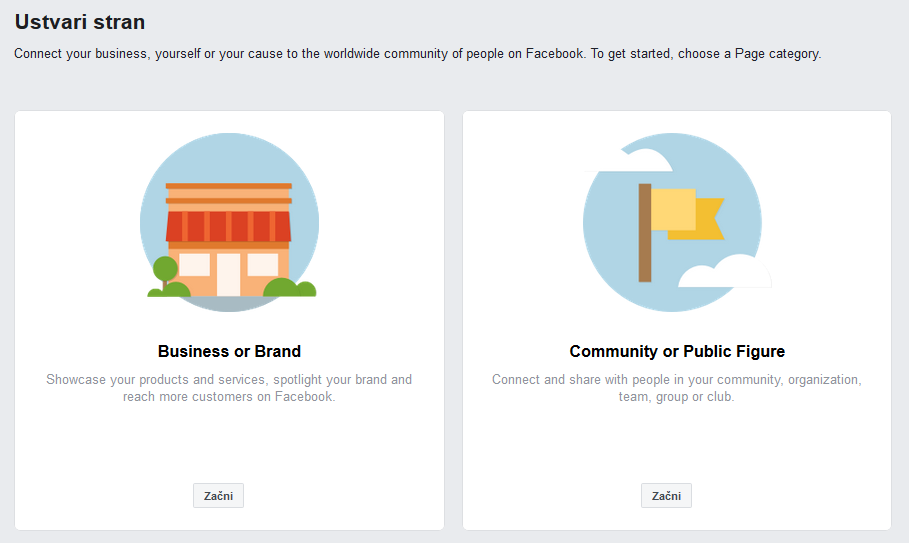 Ustvari stran
Connect your business, yourself or your cause to the worldwide community of people on Facebook. To get started, choose a Page category.
Business or Brand
Showcase your products and services, spotlight your brand and
reach more customers on Facebook.
Začni
Community or Public Figure
Connect and share with people in your community, organization,
team, group or club.
Začni